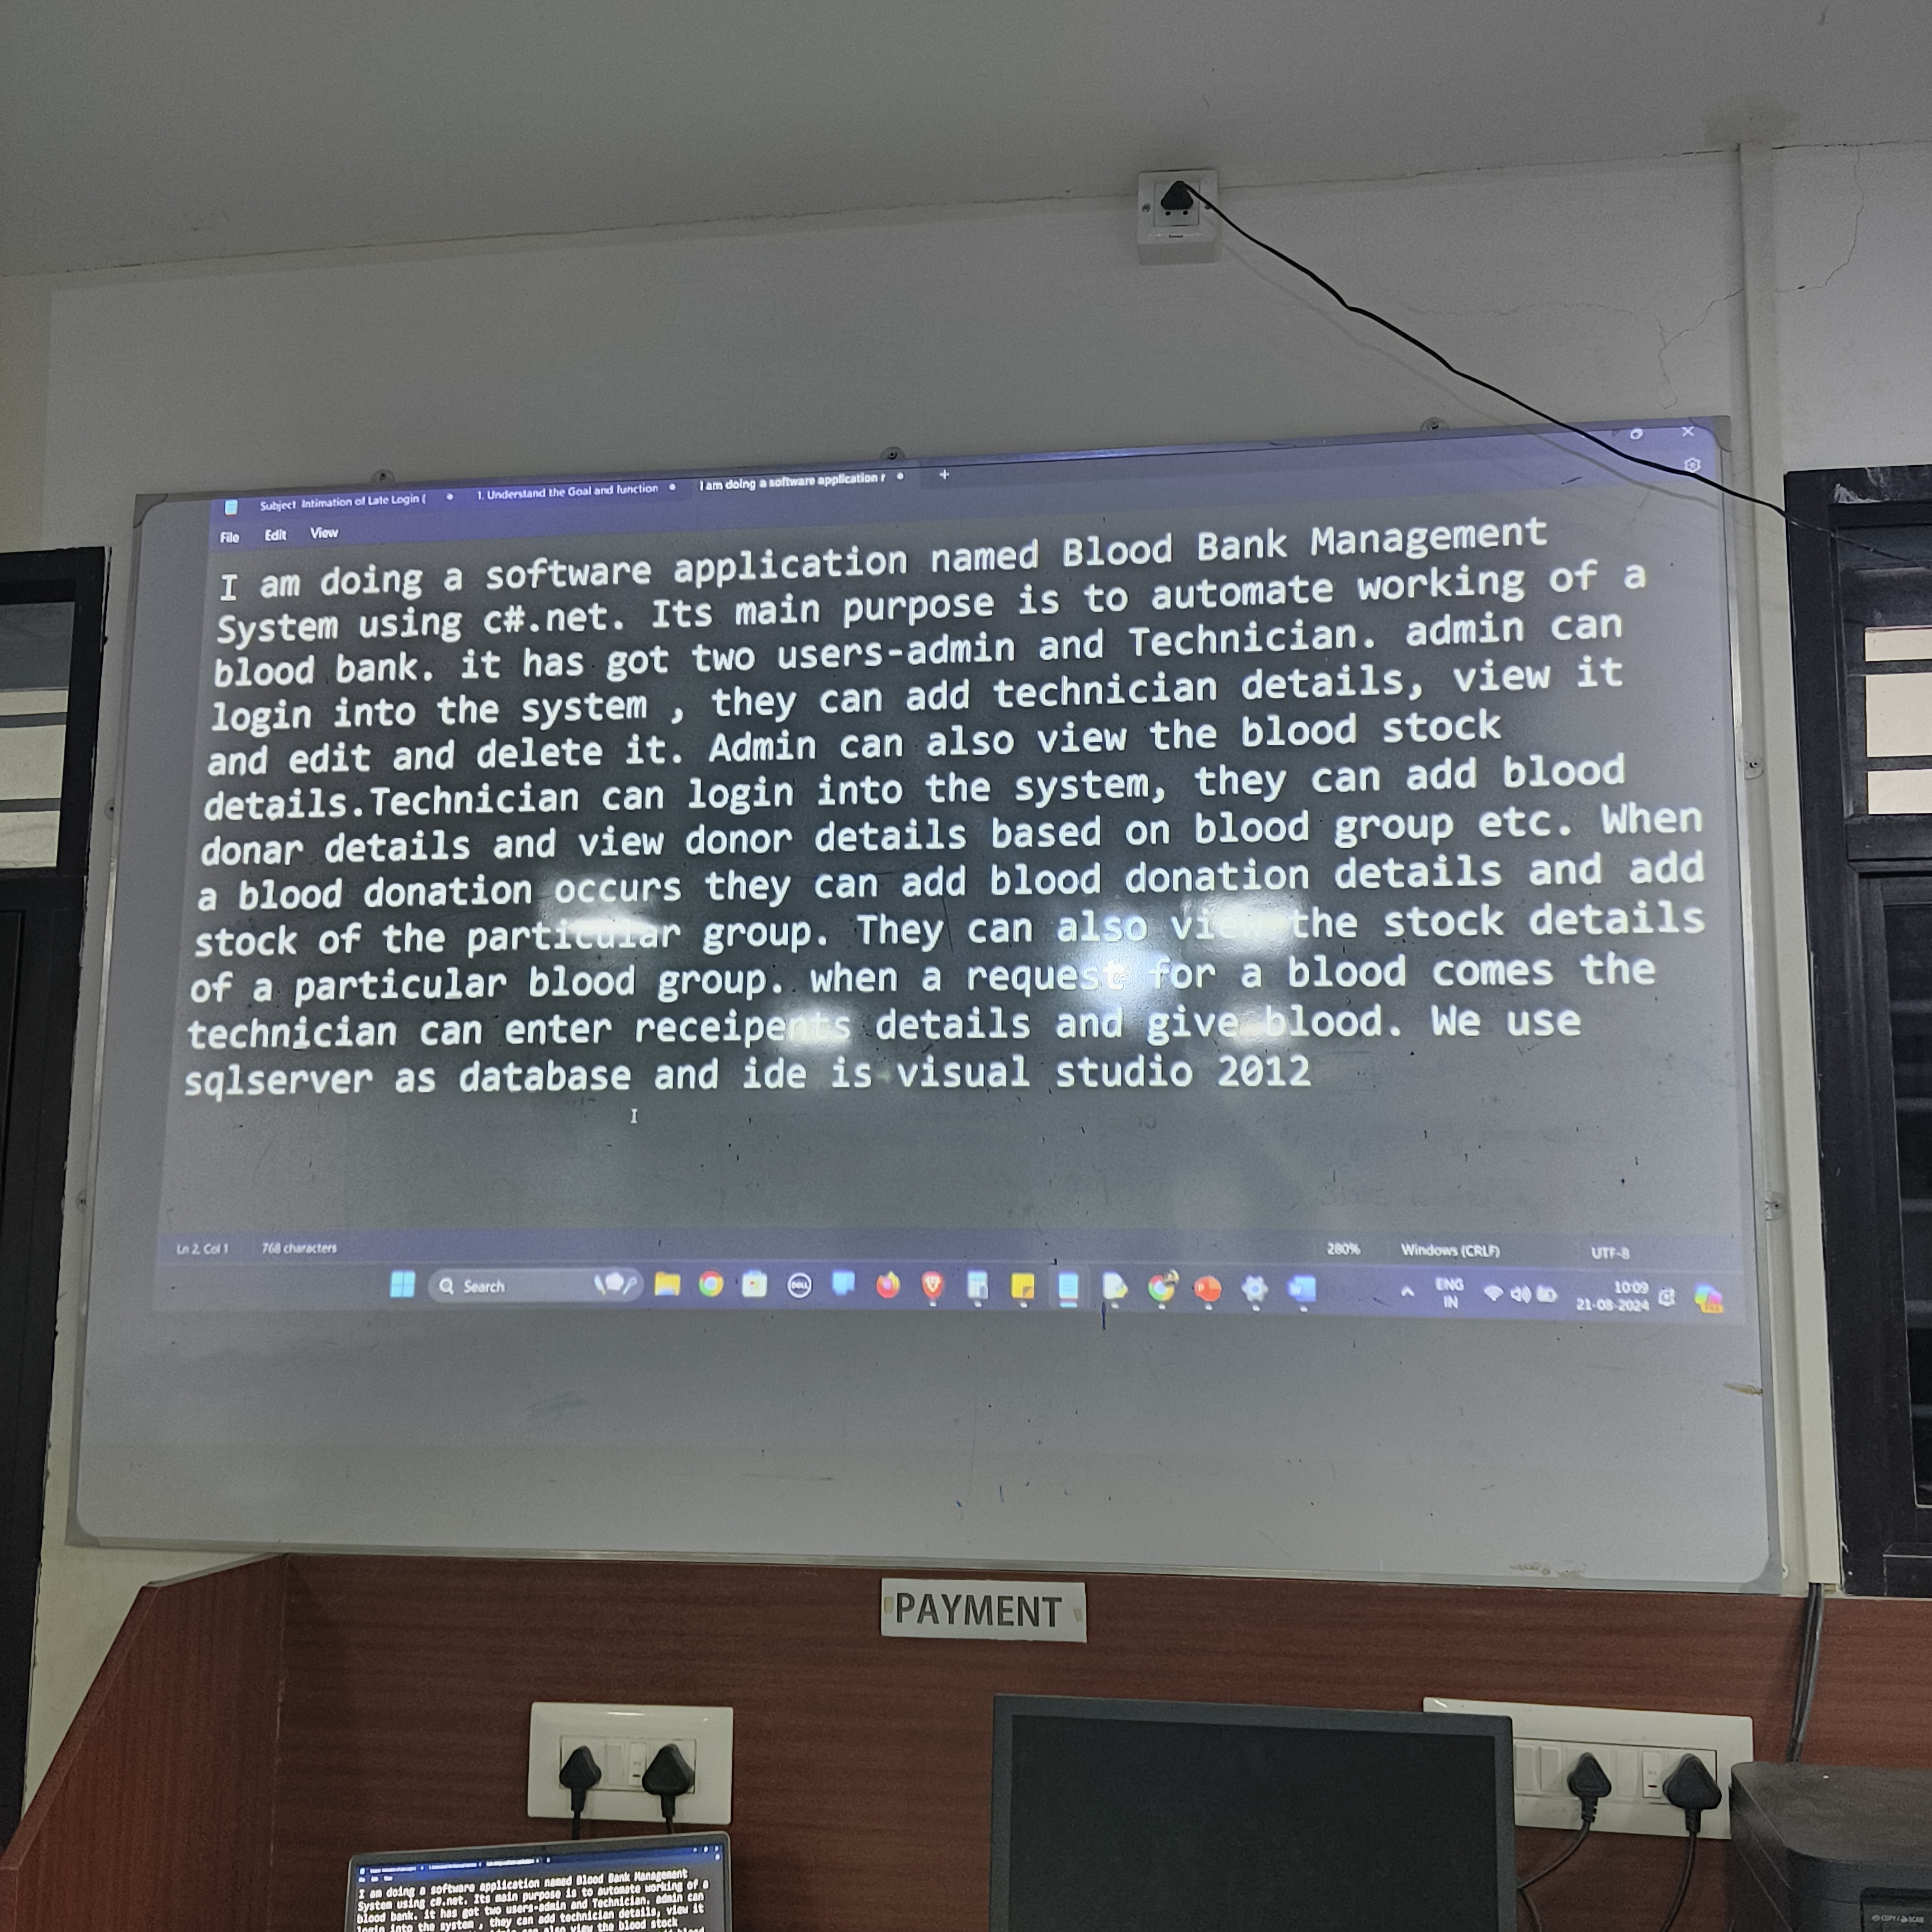 Subject Intimation of Late Login (
1. Understand the Goal and function
I am doing a software application r
File Edit View
I am doing a software application named Blood Bank Management
System using c#.net. Its main purpose is to automate working of a
blood bank. it has got two users-admin and Technician. admin can
login into the system , they can add technician details, view it
and edit and delete it. Admin can also view the blood stock
details.Technician can login into the system, they can add blood
donar details and view donor details based on blood group etc. When
a blood donation occurs they can add blood donation details and add
stock of the particular group. They can also view the stock details
of a particular blood group. when a request for a blood comes the
technician can enter receipents details and give blood. We use
sqlserver as database and ide is visual studio 2012
Ln 2, Col 1 768 characters 280% Windows (CRLF) UTF-8
Search
DELL
ENG
IN
10:09
21-08-2024
PAYMENT
I am doing a software application named Blood Bank Management
System using c#.net. Its main purpose is to automate working of a
blood bank. it has got two users-admin and Technician. admin can
login into the system , they can add technician details, view it
also view the blood stock
COPY / SCAN